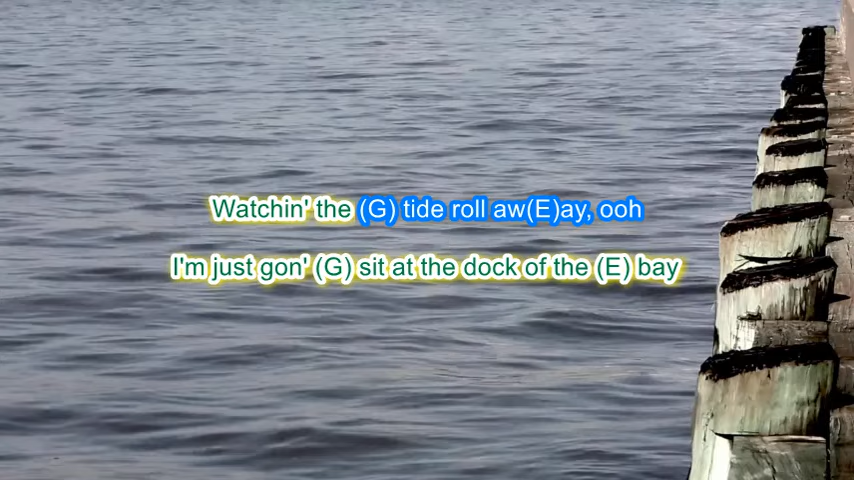 Watchin' the (G) tide roll aw(E)ay, ooh
I'm just gon' (G) sit at the dock of the (E) bay